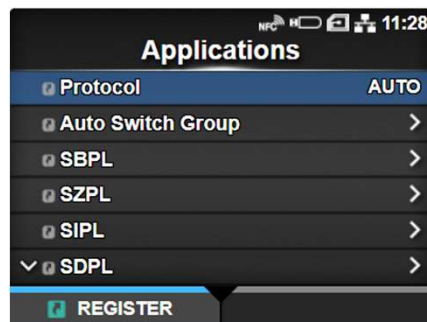 NFC H 11:28
Applications
Protocol AUTO
Auto Switch Group
SBPL
SZPL
SIPL
SDPL
REGISTER